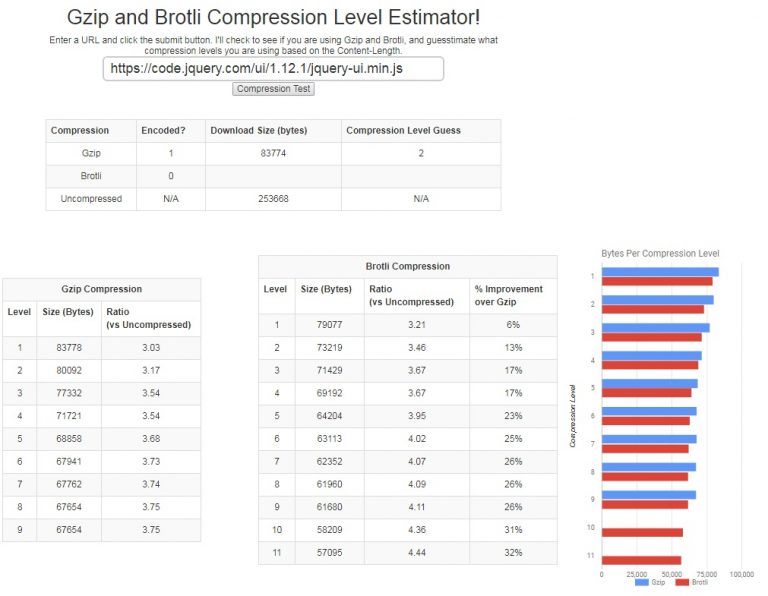 Gzip and Brotli Compression Level Estimator!
Enter a URL and click the submit button. I'll check to see if you are using Gzip and Brotli, and guesstimate what
compression levels you are using based on the Content-Length.
https://code.jquery.com/ui/1.12.1/jquery-ui.min.js
Compression Test
Compression Encoded? Download Size (bytes) Compression Level Guess
Gzip 1 83774 2
Brotli 0
Uncompressed N/A 253668 N/A
Gzip Compression
Level Size (Bytes) Ratio
(vs Uncompressed)
1 83778 3.03
2 80092 3.17
3 77332 3.54
4 71721 3.54
5 68858 3.68
6 67941 3.73
7 67762 3.74
8 67654 3.75
9 67654 3.75
Brotli Compression
Level Size (Bytes) Ratio % Improvement
(vs Uncompressed) over Gzip
1 79077 3.21 6%
2 73219 3.46 13%
3 71429 3.67 17%
4 69192 3.67 17%
5 64204 3.95 23%
6 63113 4.02 25%
7 62352 4.07 26%
8 61960 4.09 26%
9 61680 4.11 26%
10 58209 4.36 31%
11 57095 4.44 32%
Bytes Per Compression Level
Compression Level
1
2
3
4
5
6
7
8
9
10
11
0 25,000 50,000 75,000 100,000
Gzip Brotli